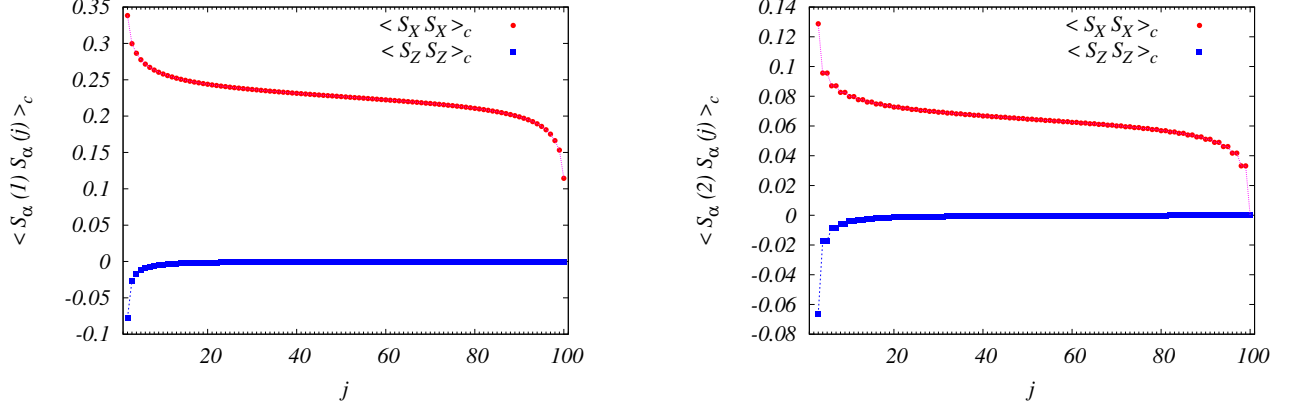 < S_α (1) S_α (j) >_c
0.35
0.3
0.25
0.2
0.15
0.1
0.05
0
-0.05
-0.1
< S_X S_X >_c
< S_Z S_Z >_c
20 40 60 80 100
j
< S_α (2) S_α (j) >_c
0.14
0.12
0.1
0.08
0.06
0.04
0.02
0
-0.02
-0.04
-0.06
-0.08
< S_X S_X >_c
< S_Z S_Z >_c
20 40 60 80 100
j